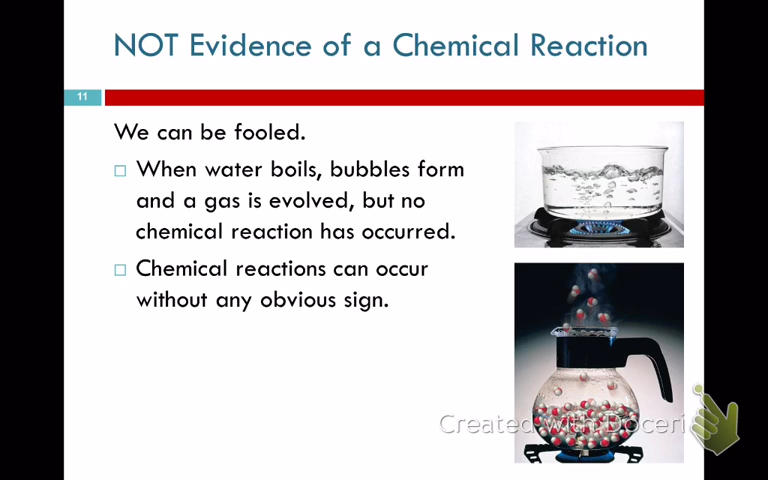 NOT Evidence of a Chemical Reaction
11
We can be fooled.
When water boils, bubbles form
and a gas is evolved, but no
chemical reaction has occurred.
Chemical reactions can occur
without any obvious sign.
Created with Doceri